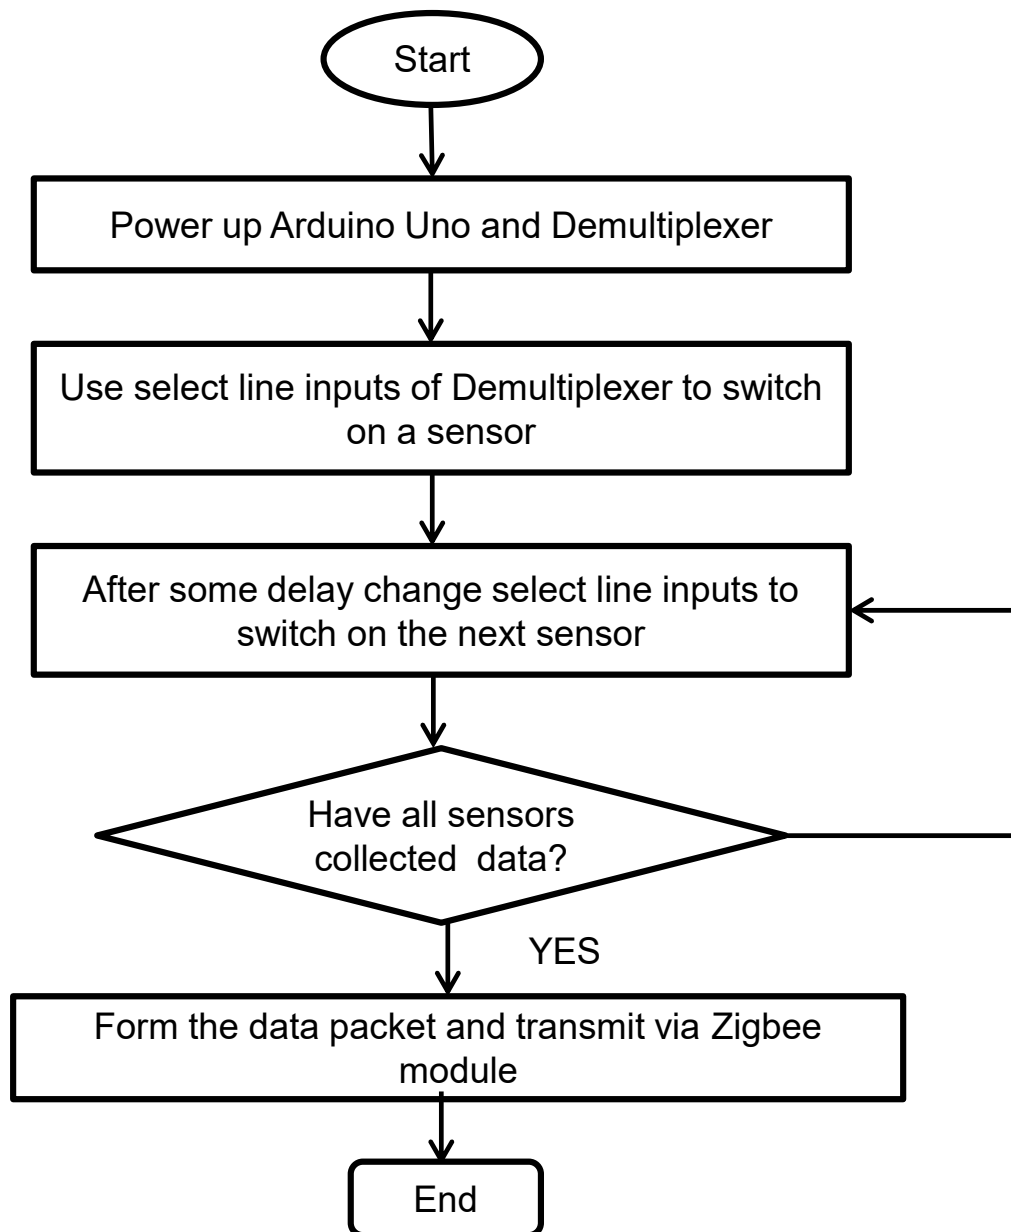 Start
Power up Arduino Uno and Demultiplexer
Use select line inputs of Demultiplexer to switch
on a sensor
After some delay change select line inputs to
switch on the next sensor
Have all sensors
collected  data?
YES
Form the data packet and transmit via Zigbee
module
End